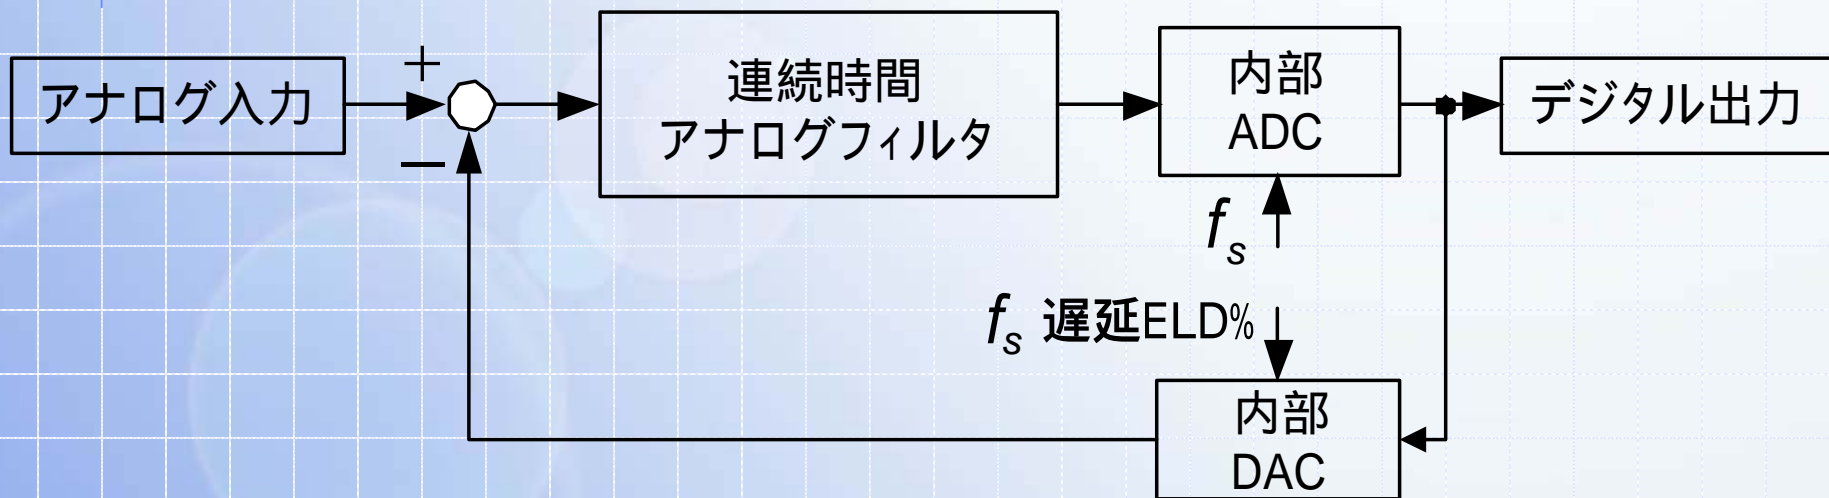 アナログ入力
+
−
連続時間
アナログフィルタ
内部
ADC
デジタル出力
fs
fs 遅延ELD%
内部
DAC